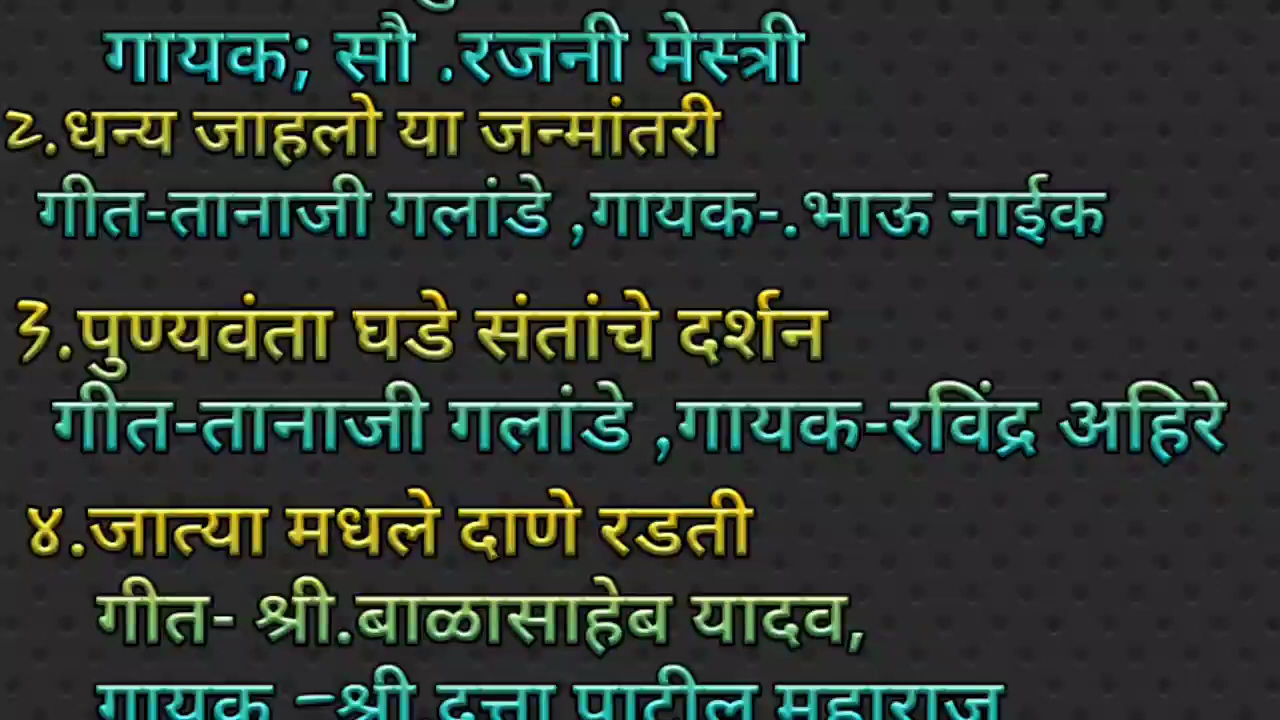 गायक; सौ .रजनी मेस्त्री
२.धन्य जाहलो या जन्मांतरी
गीत-तानाजी गलांडे ,गायक-.भाऊ नाईक
३.पुण्यवंता घडे संतांचे दर्शन
गीत-तानाजी गलांडे ,गायक-रविंद्र अहिरे
४.जात्या मधले दाणे रडती
गीत- श्री.बाळासाहेब यादव,
गायक –श्री.दत्ता पाटील महाराज